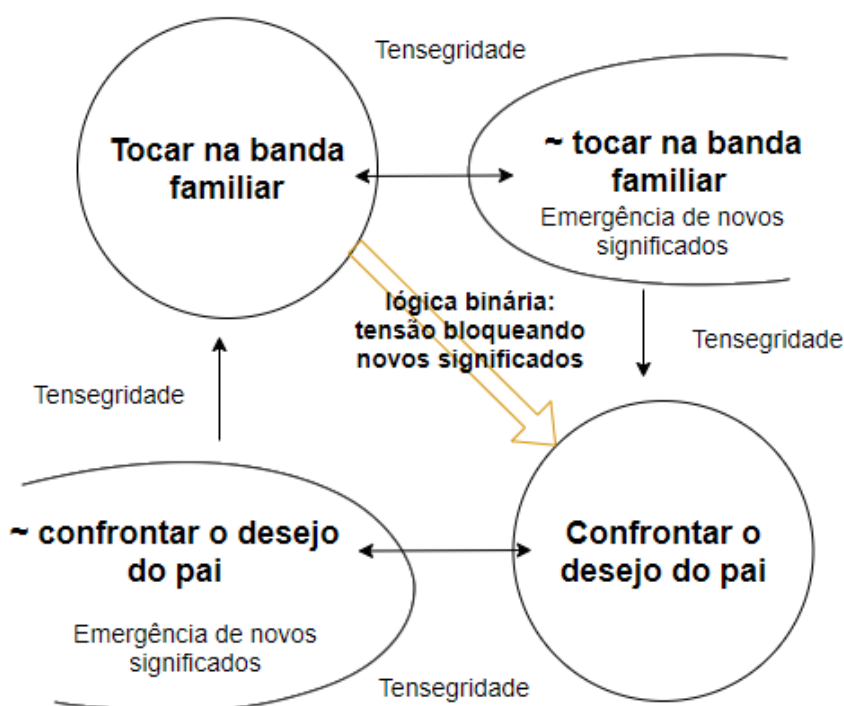 Tensegridade
Tocar na banda
familiar
~ tocar na banda
familiar
Emergência de novos
significados
lógica binária:
tensão bloqueando
novos significados
Tensegridade
Tensegridade
~ confrontar o desejo
do pai
Emergência de novos
significados
Confrontar o
desejo do pai
Tensegridade